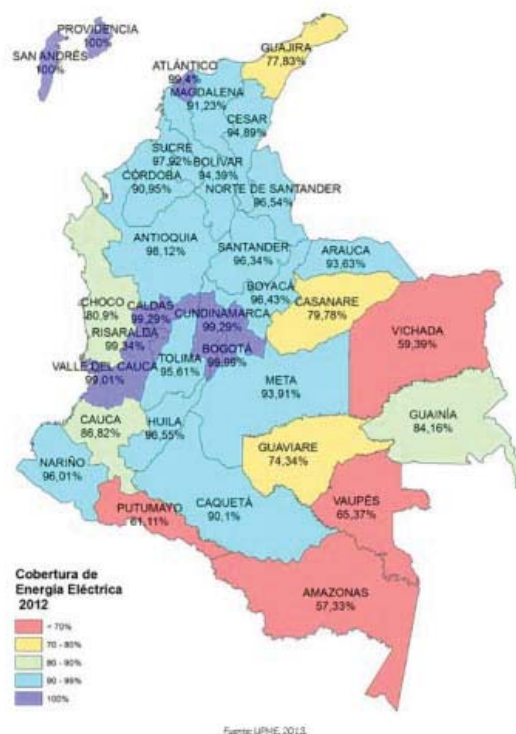 PROVIDENCIA
100%
SAN ANDRÉS
100%
GUAJIRA
77,83%
ATLÁNTICO
99,4%
MAGDALENA
91,23%
CESAR
94,89%
SUCRE
97,92%
BOLÍVAR
94,39%
CÓRDOBA
90,95%
NORTE DE SANTANDER
96,54%
ANTIOQUIA
98,12%
SANTANDER
96,34%
ARAUCA
93,63%
BOYACÁ
96,43%
CHOCO
80,9%
CALDAS
99,29%
CUNDINAMARCA
99,29%
CASANARE
79,78%
RISARALDA
99,34%
BOGOTÁ
99,98%
VICHADA
59,39%
VALLE DEL CAUCA
99,01%
TOLIMA
95,61%
META
93,91%
CAUCA
86,82%
HUILA
96,55%
GUAINÍA
84,16%
GUAVIARE
74,34%
NARIÑO
96,01%
PUTUMAYO
61,11%
CAQUETÁ
90,1%
VAUPÉS
65,37%
AMAZONAS
57,33%
Cobertura de
Energía Eléctrica
2012
< 70%
70 - 80%
80 - 90%
90 - 99%
100%
Fuente: UPME, 2013.